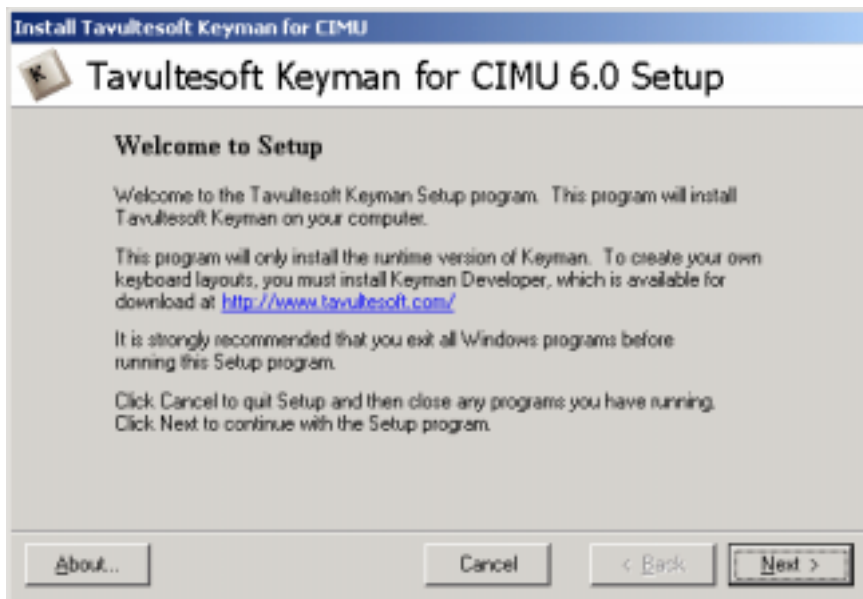 Install Tavultesoft Keyman for CIMU
K
Tavultesoft Keyman for CIMU 6.0 Setup
Welcome to Setup
Welcome to the Tavultesoft Keyman Setup program. This program will install
Tavultesoft Keyman on your computer.
This program will only install the runtime version of Keyman. To create your own
keyboard layouts, you must install Keyman Developer, which is available for
download at http://www.tavultesoft.com/
It is strongly recommended that you exit all Windows programs before
running this Setup program.
Click Cancel to quit Setup and then close any programs you have running.
Click Next to continue with the Setup program.
About... Cancel < Back Next >